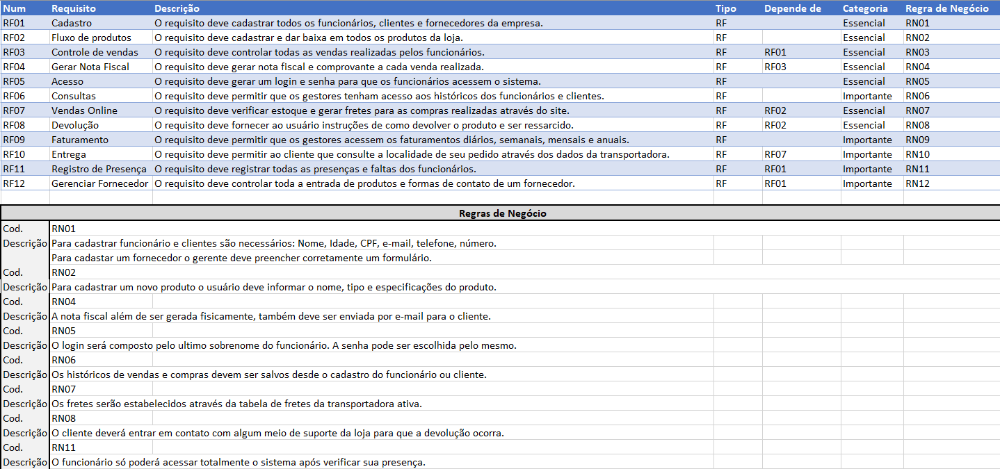 Num Requisito Descrição Tipo Depende de Categoria Regra de Negócio
RF01 Cadastro O requisito deve cadastrar todos os funcionários, clientes e fornecedores da empresa. RF Essencial RN01
RF02 Fluxo de produtos O requisito deve cadastrar e dar baixa em todos os produtos da loja. RF Essencial RN02
RF03 Controle de vendas O requisito deve controlar todas as vendas realizadas pelos funcionários. RF RF01 Essencial RN03
RF04 Gerar Nota Fiscal O requisito deve gerar nota fiscal e comprovante a cada venda realizada. RF RF03 Essencial RN04
RF05 Acesso O requisito deve gerar um login e senha para que os funcionários acessem o sistema. RF Essencial RN05
RF06 Consultas O requisito deve permitir que os gestores tenham acesso aos históricos dos funcionários e clientes. RF Importante RN06
RF07 Vendas Online O requisito deve verificar estoque e gerar fretes para as compras realizadas através do site. RF RF02 Essencial RN07
RF08 Devolução O requisito deve fornecer ao usuário instruções de como devolver o produto e ser ressarcido. RF RF02 Essencial RN08
RF09 Faturamento O requisito deve permitir que os gestores acessem os faturamentos diários, semanais, mensais e anuais. RF Importante RN09
RF10 Entrega O requisito deve permitir ao cliente que consulte a localidade de seu pedido através dos dados da transportadora. RF RF07 Importante RN10
RF11 Registro de Presença O requisito deve registrar todas as presenças e faltas dos funcionários. RF RF01 Importante RN11
RF12 Gerenciar Fornecedor O requisito deve controlar toda a entrada de produtos e formas de contato de um fornecedor. RF RF01 Importante RN12
Regras de Negócio
Cod. RN01
Descrição Para cadastrar funcionário e clientes são necessários: Nome, Idade, CPF, e-mail, telefone, número.
Para cadastar um fornecedor o gerente deve preencher corretamente um formulário.
Cod. RN02
Descrição Para cadastrar um novo produto o usuário deve informar o nome, tipo e especificações do produto.
Cod. RN04
Descrição A nota fiscal além de ser gerada fisicamente, também deve ser enviada por e-mail para o cliente.
Cod. RN05
Descrição O login será composto pelo ultimo sobrenome do funcionário. A senha pode ser escolhida pelo mesmo.
Cod. RN06
Descrição Os históricos de vendas e compras devem ser salvos desde o cadastro do funcionário ou cliente.
Cod. RN07
Descrição Os fretes serão estabelecidos através da tabela de fretes da transportadora ativa.
Cod. RN08
Descrição O cliente deverá entrar em contato com algum meio de suporte da loja para que a devolução ocorra.
Cod. RN11
Descrição O funcionário só poderá acessar totalmente o sistema após verificar sua presença.